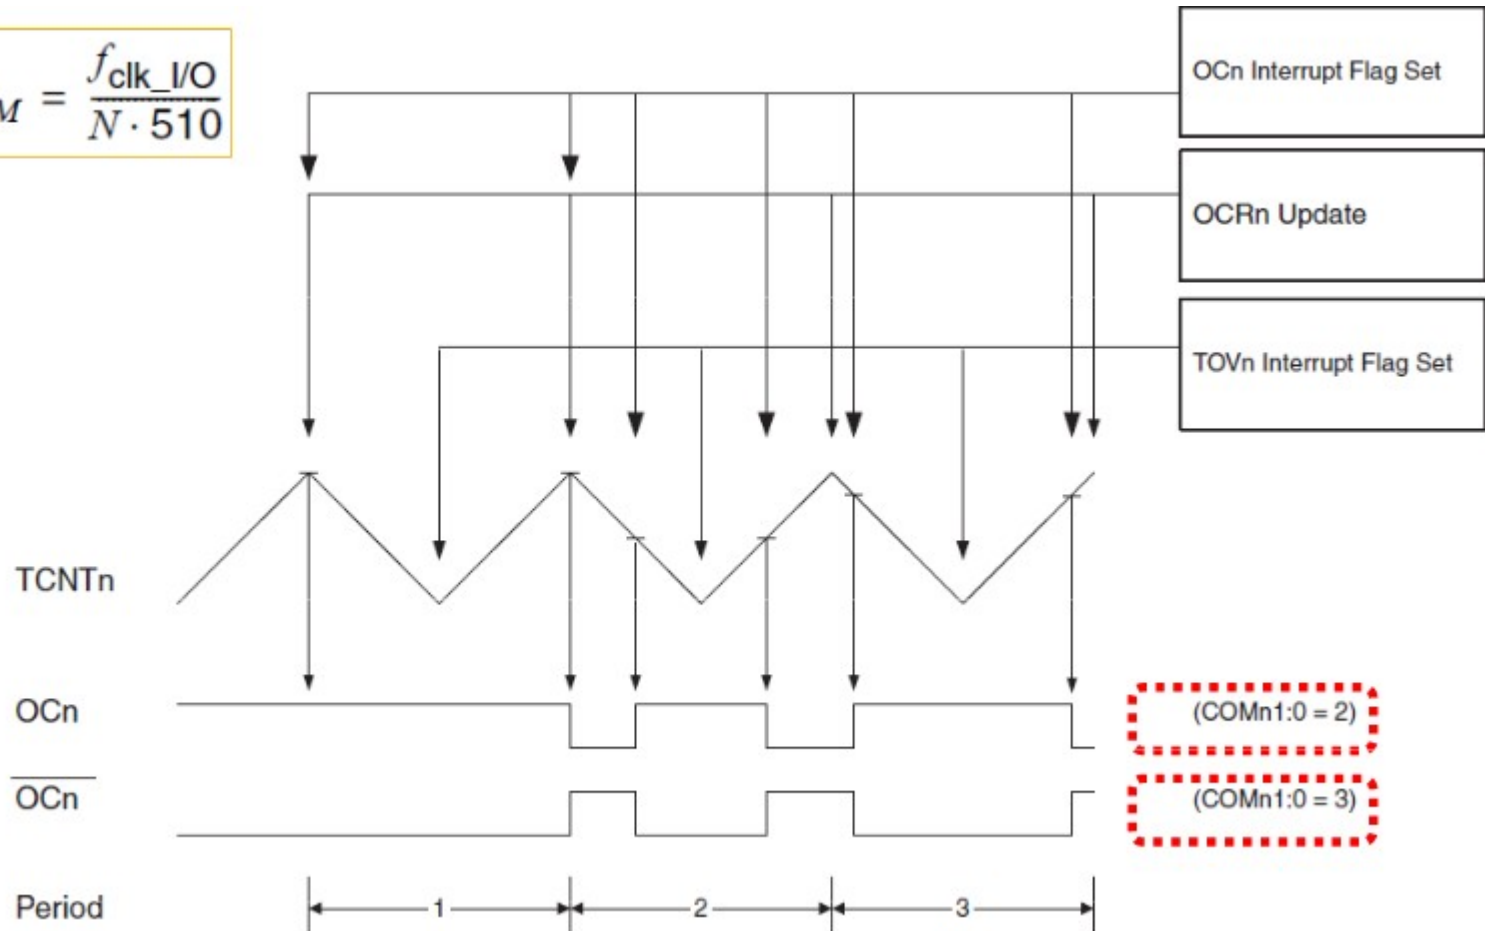 M = fclk_I/O
N · 510
OCn Interrupt Flag Set
OCRn Update
TOVn Interrupt Flag Set
TCNTn
OCn
(COMn1:0 = 2)
OCn
(COMn1:0 = 3)
Period
1
2
3